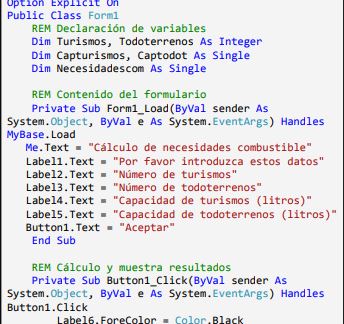 Option Explicit On
Public Class Form1
REM Declaración de variables
Dim Turismos, Todoterrenos As Integer
Dim Capturismos, Captodot As Single
Dim Necesidadescom As Single
REM Contenido del formulario
Private Sub Form1_Load(ByVal sender As
System.Object, ByVal e As System.EventArgs) Handles
MyBase.Load
Me.Text = "Cálculo de necesidades combustible"
Label1.Text = "Por favor introduzca estos datos"
Label2.Text = "Número de turismos"
Label3.Text = "Número de todoterrenos"
Label4.Text = "Capacidad de turismos (litros)"
Label5.Text = "Capacidad de todoterrenos (litros)"
Button1.Text = "Aceptar"
End Sub
REM Cálculo y muestra resultados
Private Sub Button1_Click(ByVal sender As
System.Object, ByVal e As System.EventArgs) Handles
Button1.Click
Label6.ForeColor = Color.Black